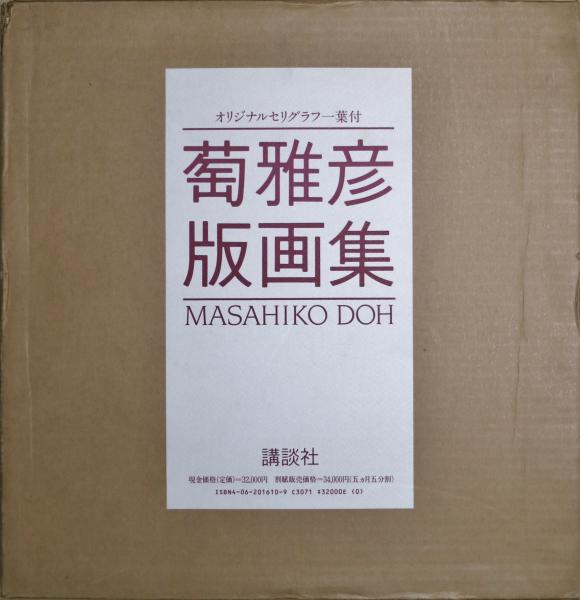 オリジナルセリグラフ一葉付
萄雅彦
版画集
MASAHIKO DOH
講談社
現金価格(定価)=32,000円 割賦販売価格=34,000円(五ヵ月五分割)
ISBN4-06-201610-9 C3071 ¥32000E (0)